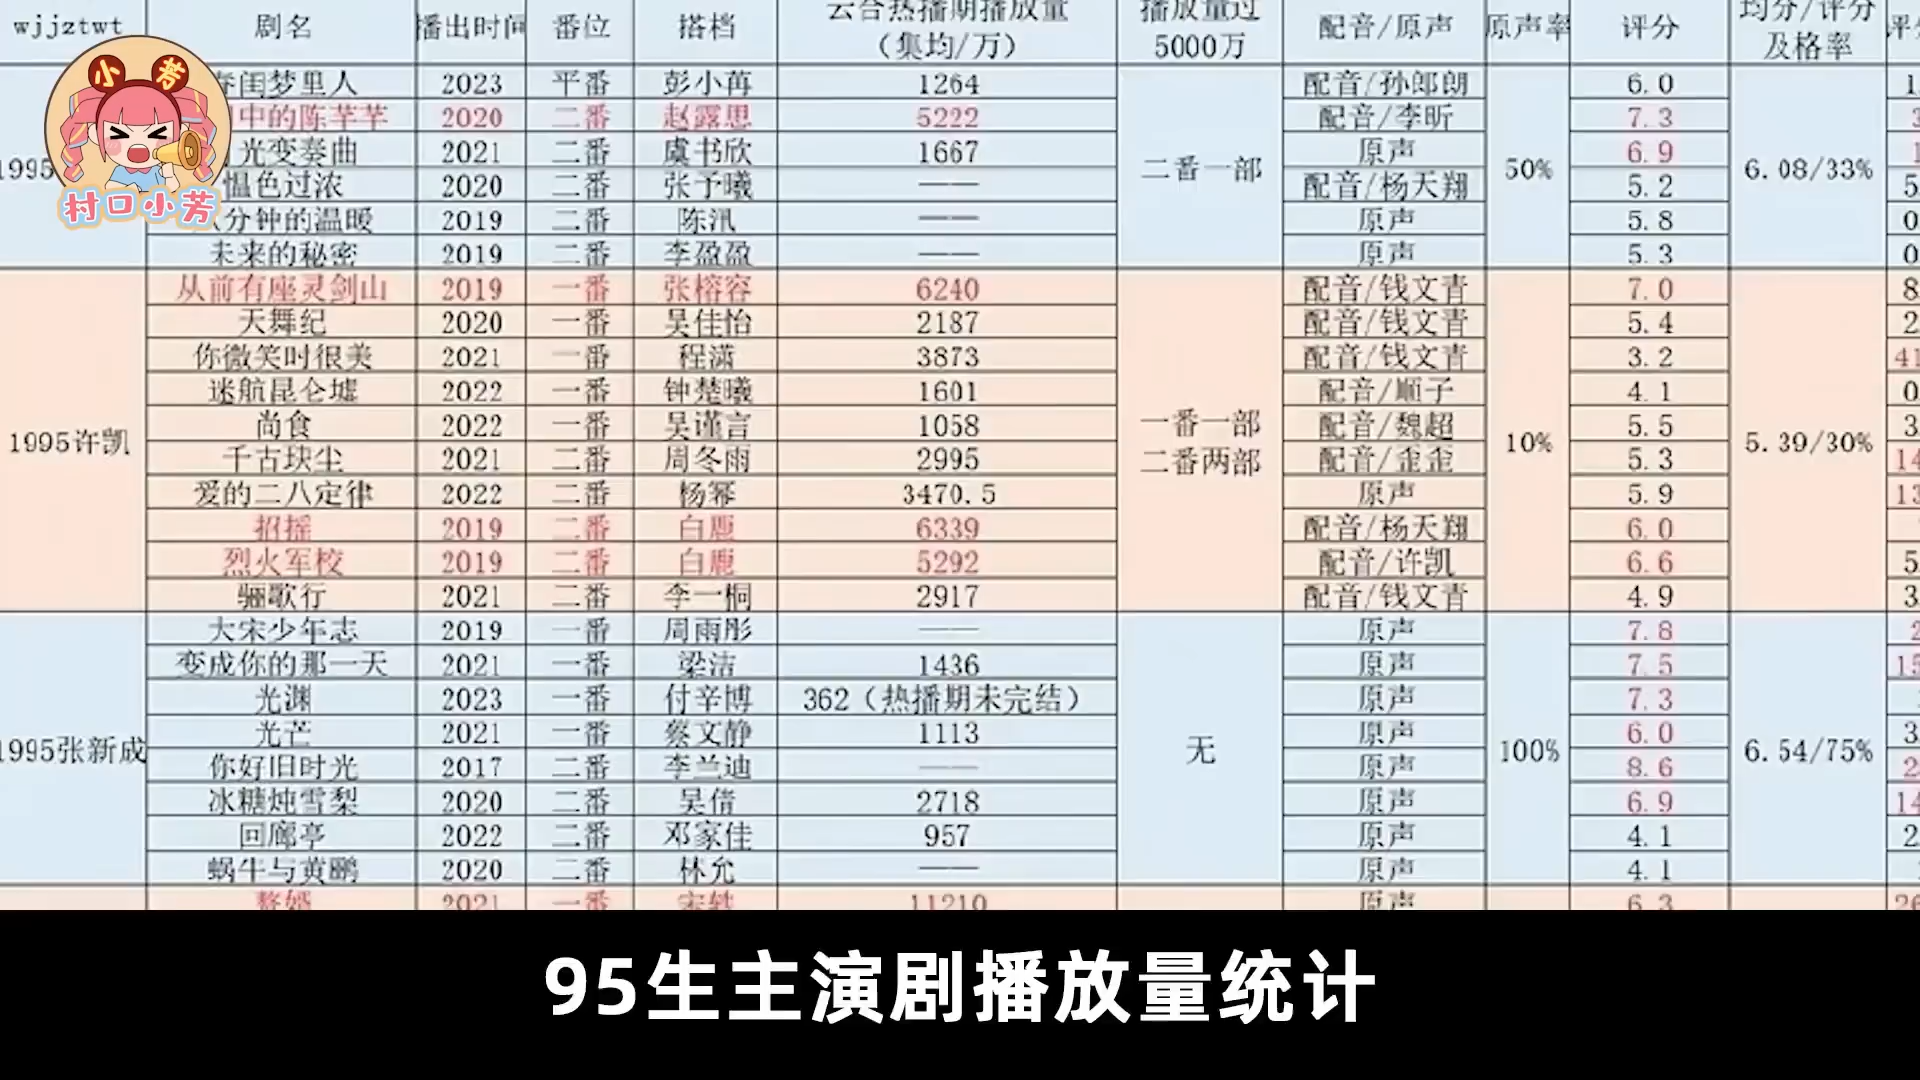 wjjztwt 剧名 播出时间 番位 搭档 云合热播期播放量（集均/万） 播放量过5000万 配音/原声 原声率 评分 均分/评分及格率
小芳
村口小芳
春闺梦里人 2023 平番 彭小苒 1264 配音/孙郎朗 6.0
中的陈芊芊 2020 二番 赵露思 5222 配音/李昕 7.3
光变奏曲 2021 二番 虞书欣 1667 原声 6.9
1995 二番一部 50% 6.08/33%
愠色过浓 2020 二番 张予曦 —— 配音/杨天翔 5.2
分钟的温暖 2019 二番 陈汛 —— 原声 5.8
未来的秘密 2019 二番 李盈盈 —— 原声 5.3
从前有座灵剑山 2019 一番 张榕容 6240 配音/钱文青 7.0
天舞纪 2020 一番 吴佳怡 2187 配音/钱文青 5.4
你微笑时很美 2021 一番 程潇 3873 配音/钱文青 3.2
迷航昆仑墟 2022 一番 钟楚曦 1601 配音/顺子 4.1
尚食 2022 一番 吴谨言 1058 配音/魏超 5.5
1995许凯 一番一部 二番两部 10% 5.39/30%
千古玦尘 2021 二番 周冬雨 2995 配音/歪歪 5.3
爱的二八定律 2022 二番 杨幂 3470.5 原声 5.9
招摇 2019 二番 白鹿 6339 配音/杨天翔 6.0
烈火军校 2019 二番 白鹿 5292 配音/许凯 6.6
骊歌行 2021 二番 李一桐 2917 配音/钱文青 4.9
大宋少年志 2019 一番 周雨彤 —— 原声 7.8
变成你的那一天 2021 一番 梁洁 1436 原声 7.5
光渊 2023 一番 付辛博 362（热播期未完结） 原声 7.3
光芒 2021 一番 蔡文静 1113 原声 6.0
1995张新成 无 100% 6.54/75%
你好旧时光 2017 二番 李兰迪 —— 原声 8.6
冰糖炖雪梨 2020 二番 吴倩 2718 原声 6.9
回廊亭 2022 二番 邓家佳 957 原声 4.1
蜗牛与黄鹂 2020 二番 林允 —— 原声 4.1
赘婿 2021 一番 宋轶 11210 原声 6.3
95生主演剧播放量统计